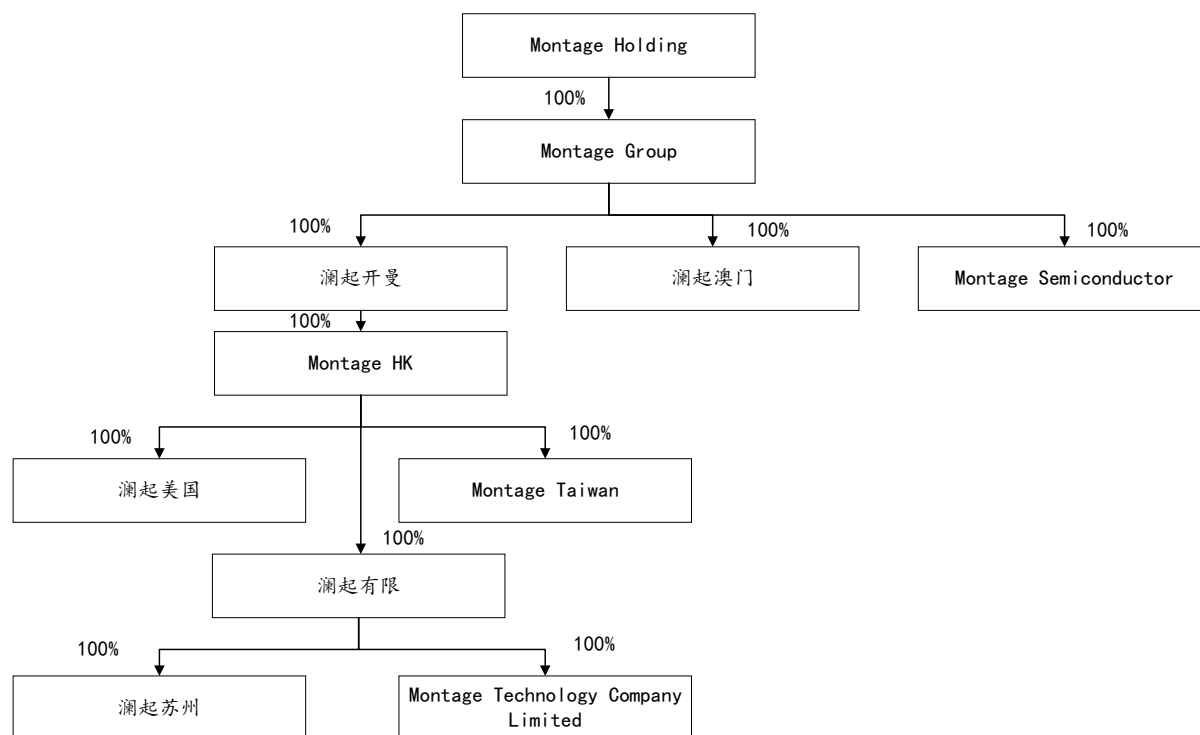 Montage Holding
100%
Montage Group
100%
100%
100%
澜起开曼
澜起澳门
Montage Semiconductor
100%
Montage HK
100%
100%
澜起美国
Montage Taiwan
100%
澜起有限
100%
100%
澜起苏州
Montage Technology Company
Limited